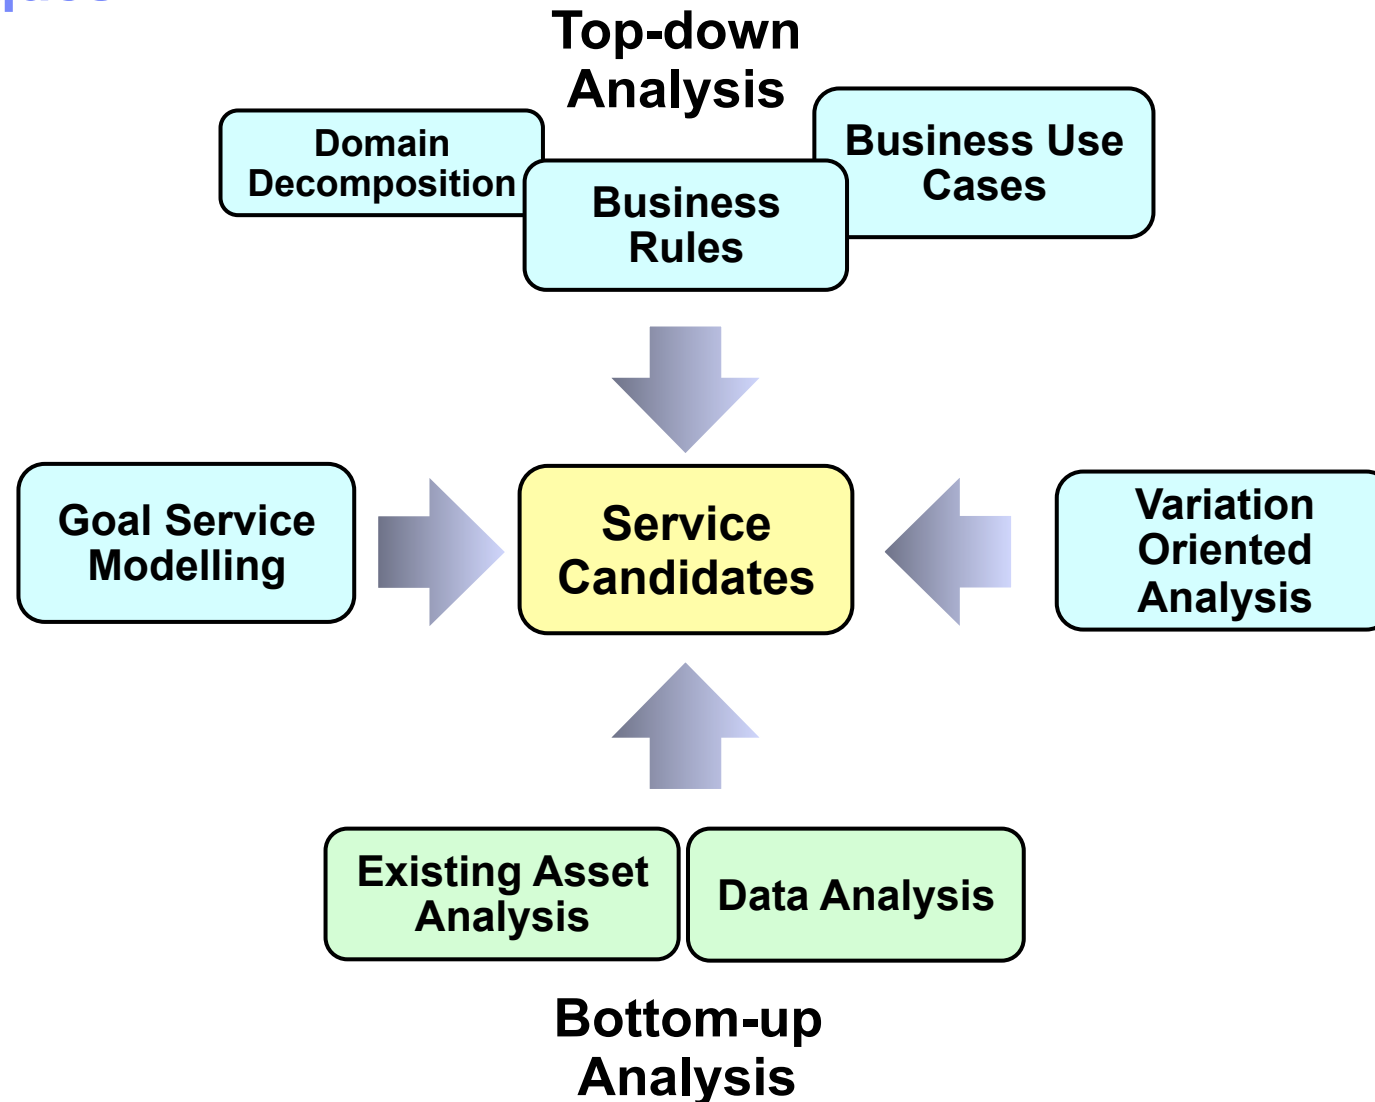 Top-down
Analysis
Domain
Decomposition
Business
Rules
Business Use
Cases
Goal Service
Modelling
Service
Candidates
Variation
Oriented
Analysis
Existing Asset
Analysis
Data Analysis
Bottom-up
Analysis